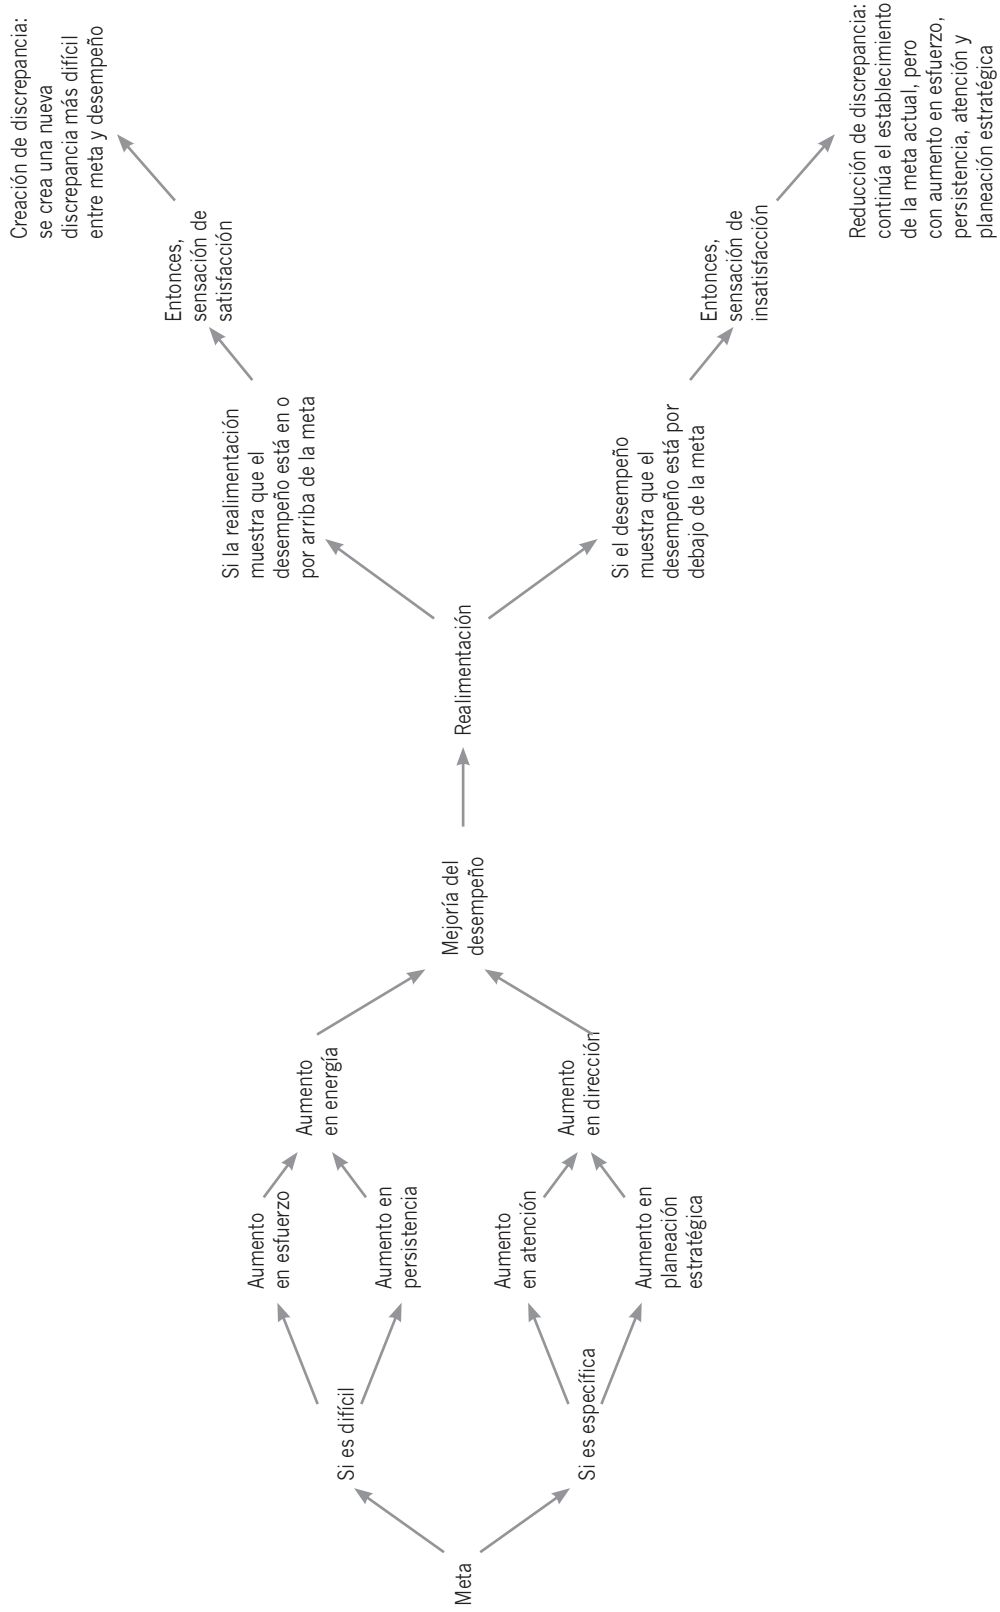 Meta
Si es difícil
Si es específica
Aumento
en esfuerzo
Aumento en
persistencia
Aumento
en atención
Aumento en
planeación
estratégica
Aumento
en energía
Aumento
en dirección
Mejoría del
desempeño
Realimentación
Si la realimentación
muestra que el
desempeño está en o
por arriba de la meta
Si el desempeño
muestra que el
desempeño está por
debajo de la meta
Entonces,
sensación de
satisfacción
Entonces,
sensación de
insatisfacción
Creación de discrepancia:
se crea una nueva
discrepancia más difícil
entre meta y desempeño
Reducción de discrepancia:
continúa el establecimiento
de la meta actual, pero
con aumento en esfuerzo,
persistencia, atención y
planeación estratégica